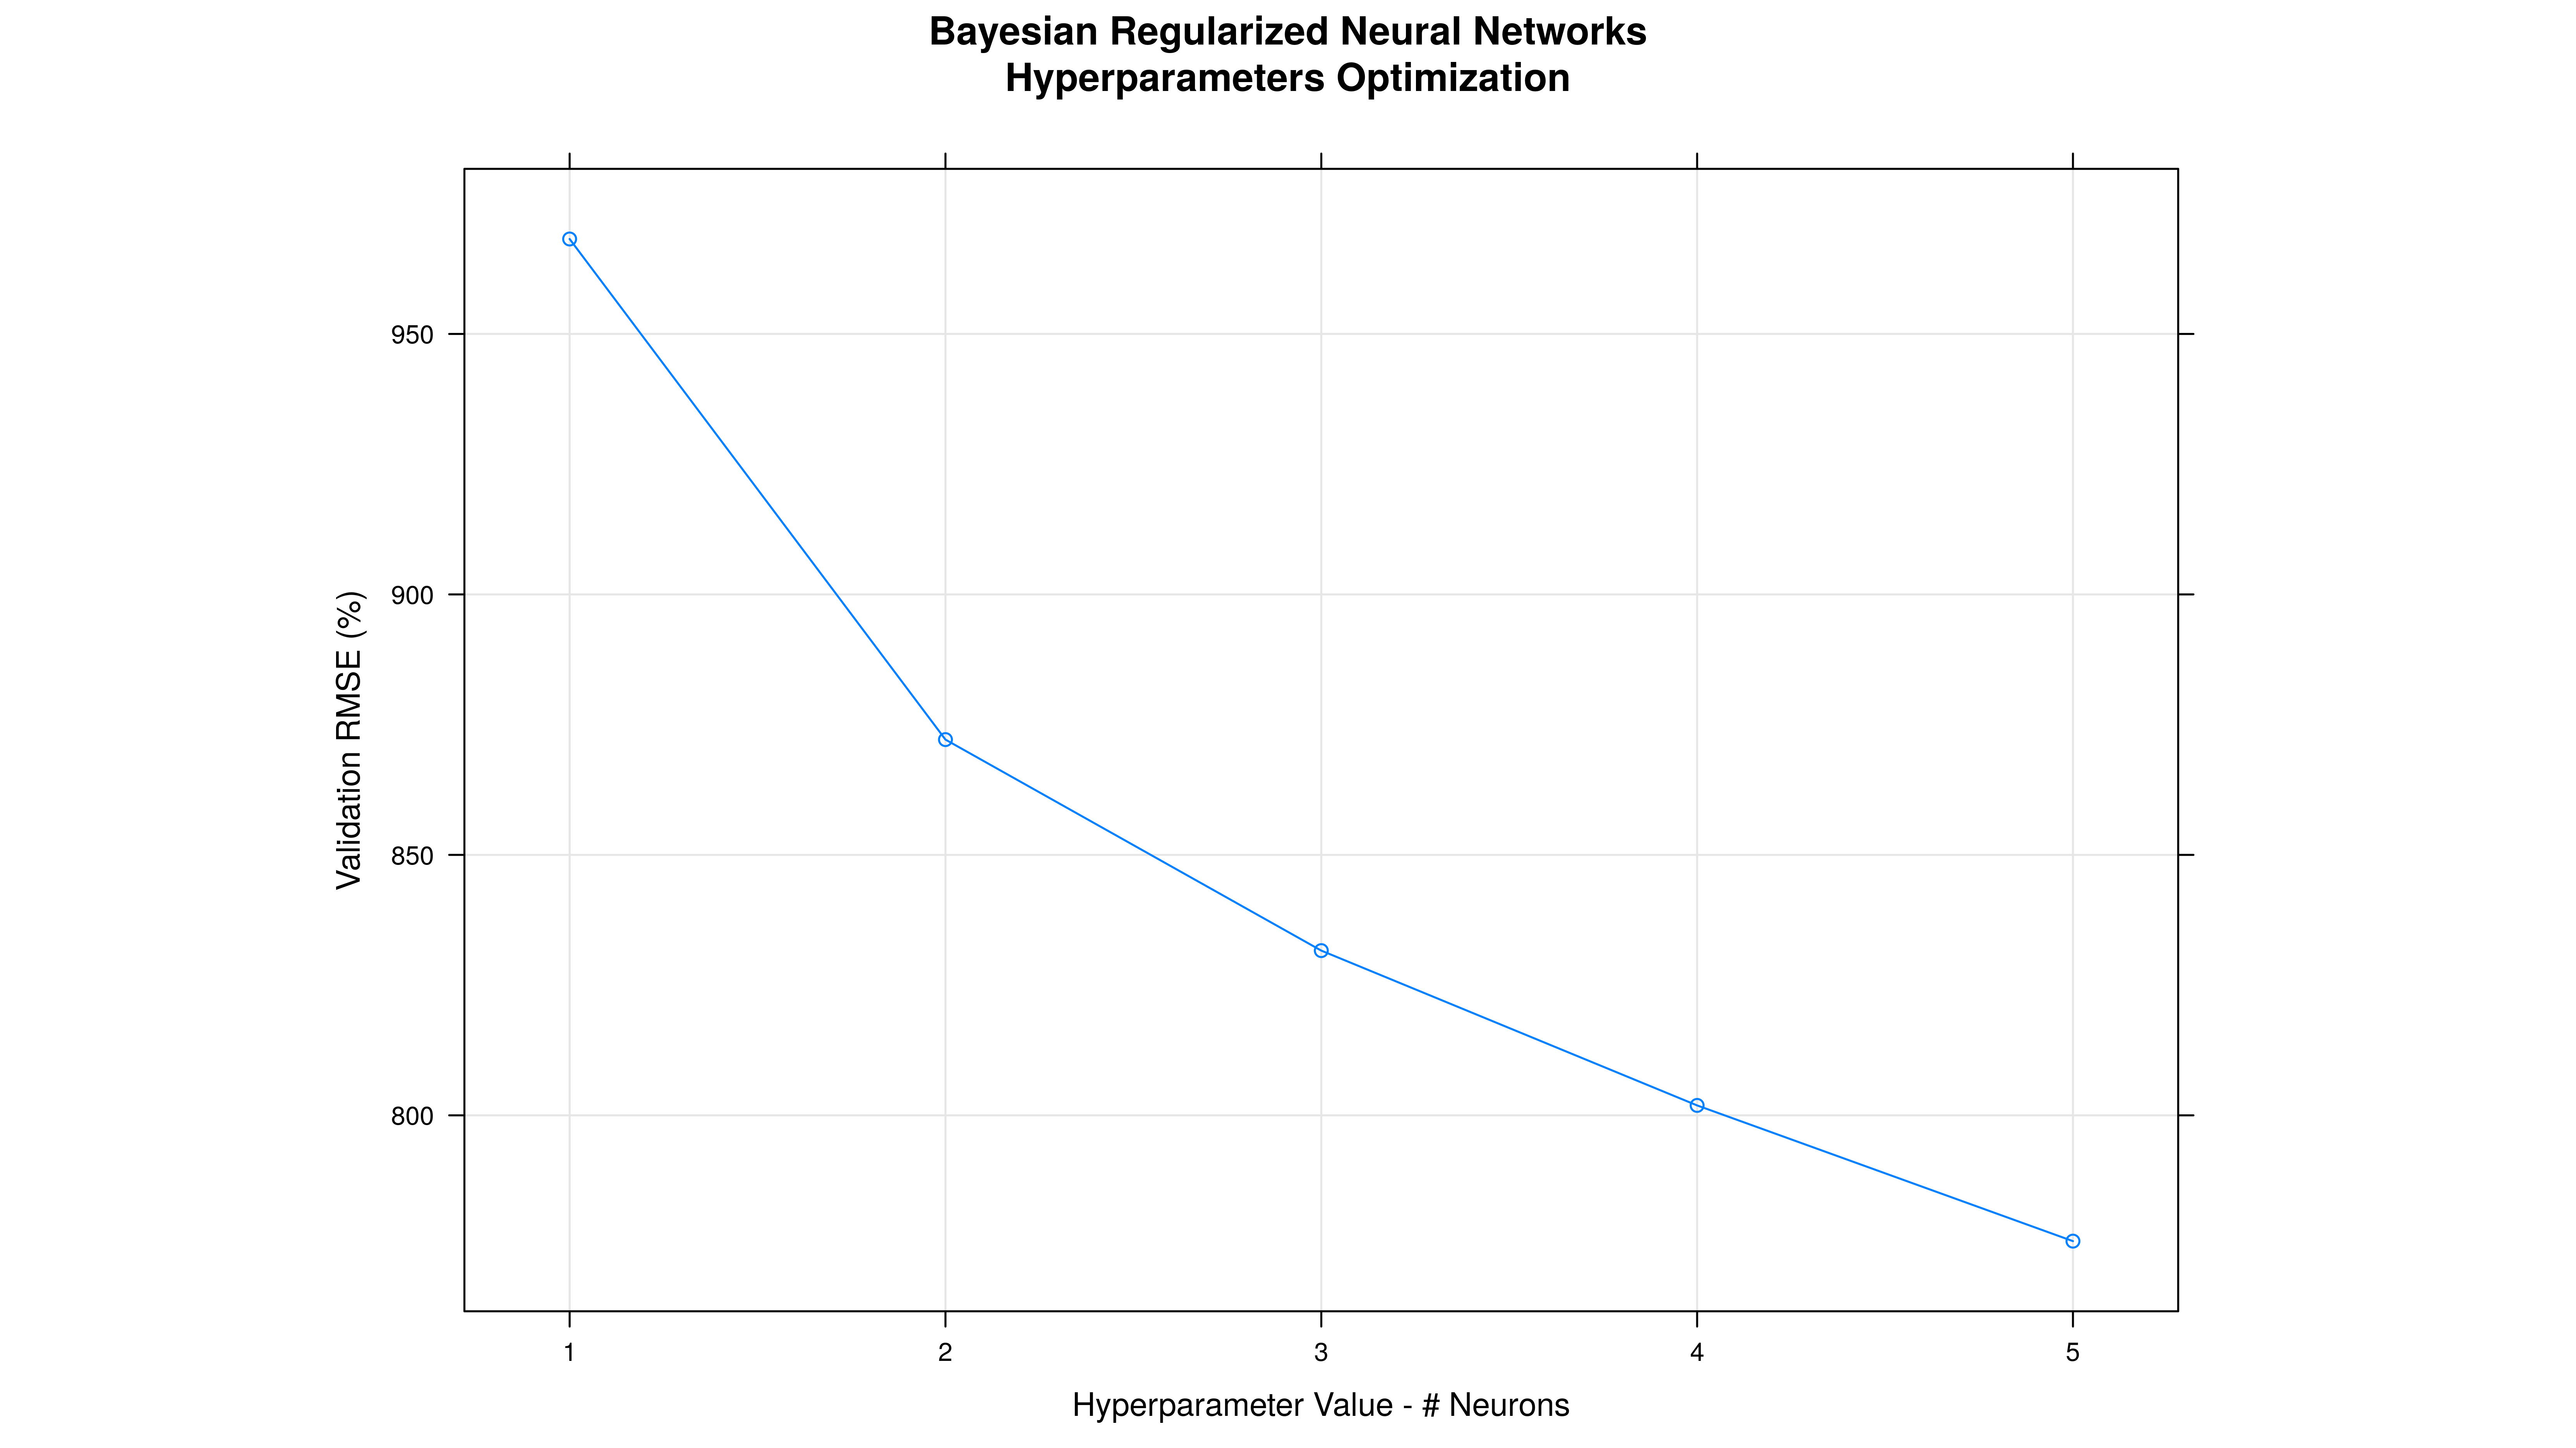 Bayesian Regularized Neural Networks
Hyperparameters Optimization
Validation RMSE (%)
950
900
850
800
1 2 3 4 5
Hyperparameter Value - # Neurons